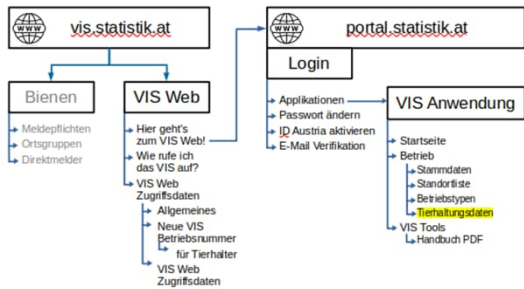 www
vis.statistik.at
www
portal.statistik.at
Login
Bienen
VIS Web
VIS Anwendung
Meldepflichten
Ortsgruppen
Direktmelder
Hier geht's
zum VIS Web!
Wie rufe ich
das VIS auf?
VIS Web
Zugriffsdaten
Allgemeines
Neue VIS
Betriebsnummer
für Tierhalter
VIS Web
Zugriffsdaten
Applikationen
Passwort ändern
ID Austria aktivieren
E-Mail Verifikation
Startseite
Betrieb
Stammdaten
Standortliste
Betriebstypen
Tierhaltungsdaten
VIS Tools
Handbuch PDF